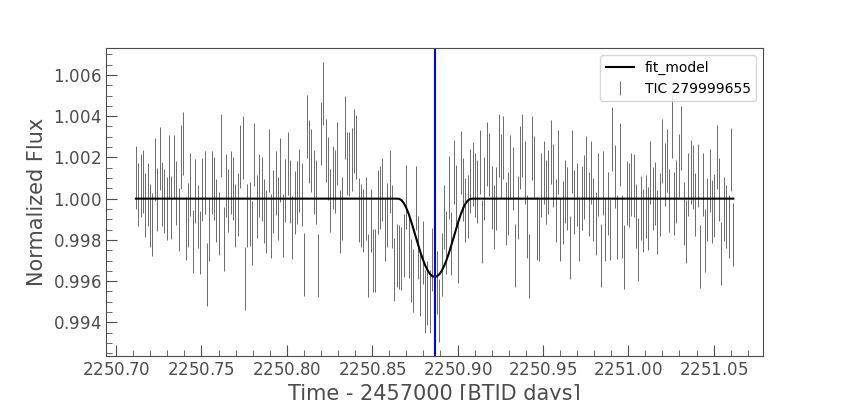 fit_model
TIC 279999655
1.006
1.004
1.002
1.000
0.998
0.996
0.994
Normalized Flux
2250.70 2250.75 2250.80 2250.85 2250.90 2250.95 2251.00 2251.05
Time - 2457000 [BTJD days]